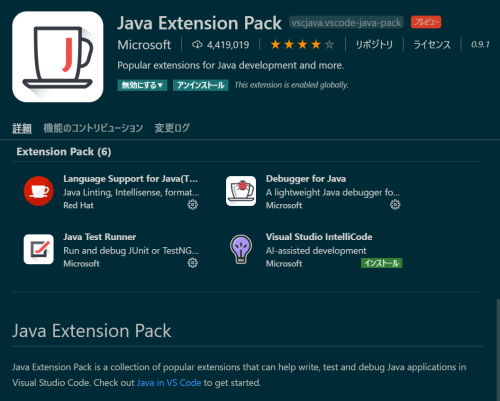 Java Extension Pack vscjava.vscode-java-pack プレビュー
Microsoft 4,419,019 リポジトリ ライセンス 0.9.1
Popular extensions for Java development and more.
無効にする▼ アンインストール This extension is enabled globally.
詳細 機能のコントリビューション 変更ログ
Extension Pack (6)
Language Support for Java(T...
Java Linting, Intellisense, format...
Red Hat
Debugger for Java
A lightweight Java debugger fo...
Microsoft
Java Test Runner
Run and debug JUnit or TestNG...
Microsoft
Visual Studio IntelliCode
AI-assisted development
Microsoft インストール
Java Extension Pack
Java Extension Pack is a collection of popular extensions that can help write, test and debug Java applications in
Visual Studio Code. Check out Java in VS Code to get started.